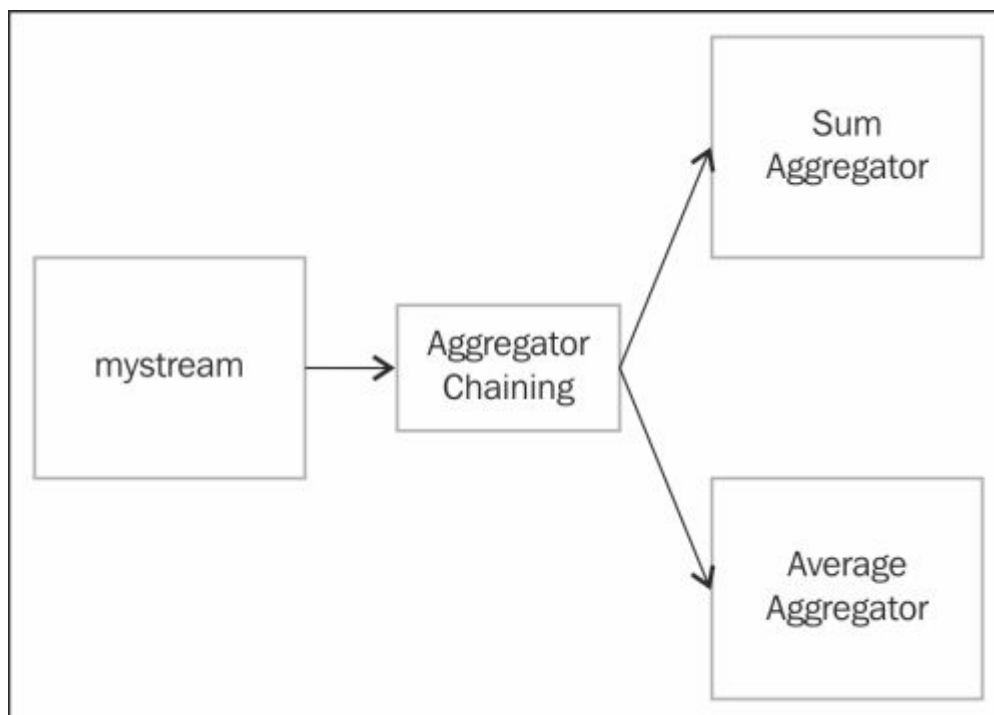 mystream
Aggregator
Chaining
Sum
Aggregator
Average
Aggregator